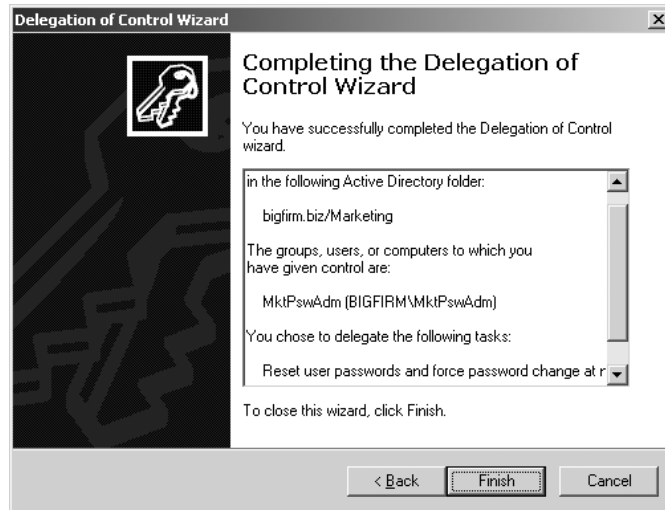 Delegation of Control Wizard
Completing the Delegation of
Control Wizard
You have successfully completed the Delegation of Control
wizard.
in the following Active Directory folder:
bigfirm.biz/Marketing
The groups, users, or computers to which you
have given control are:
MktPswAdm (BIGFIRM\MktPswAdm)
You chose to delegate the following tasks:
Reset user passwords and force password change at
To close this wizard, click Finish.
< Back
Finish
Cancel